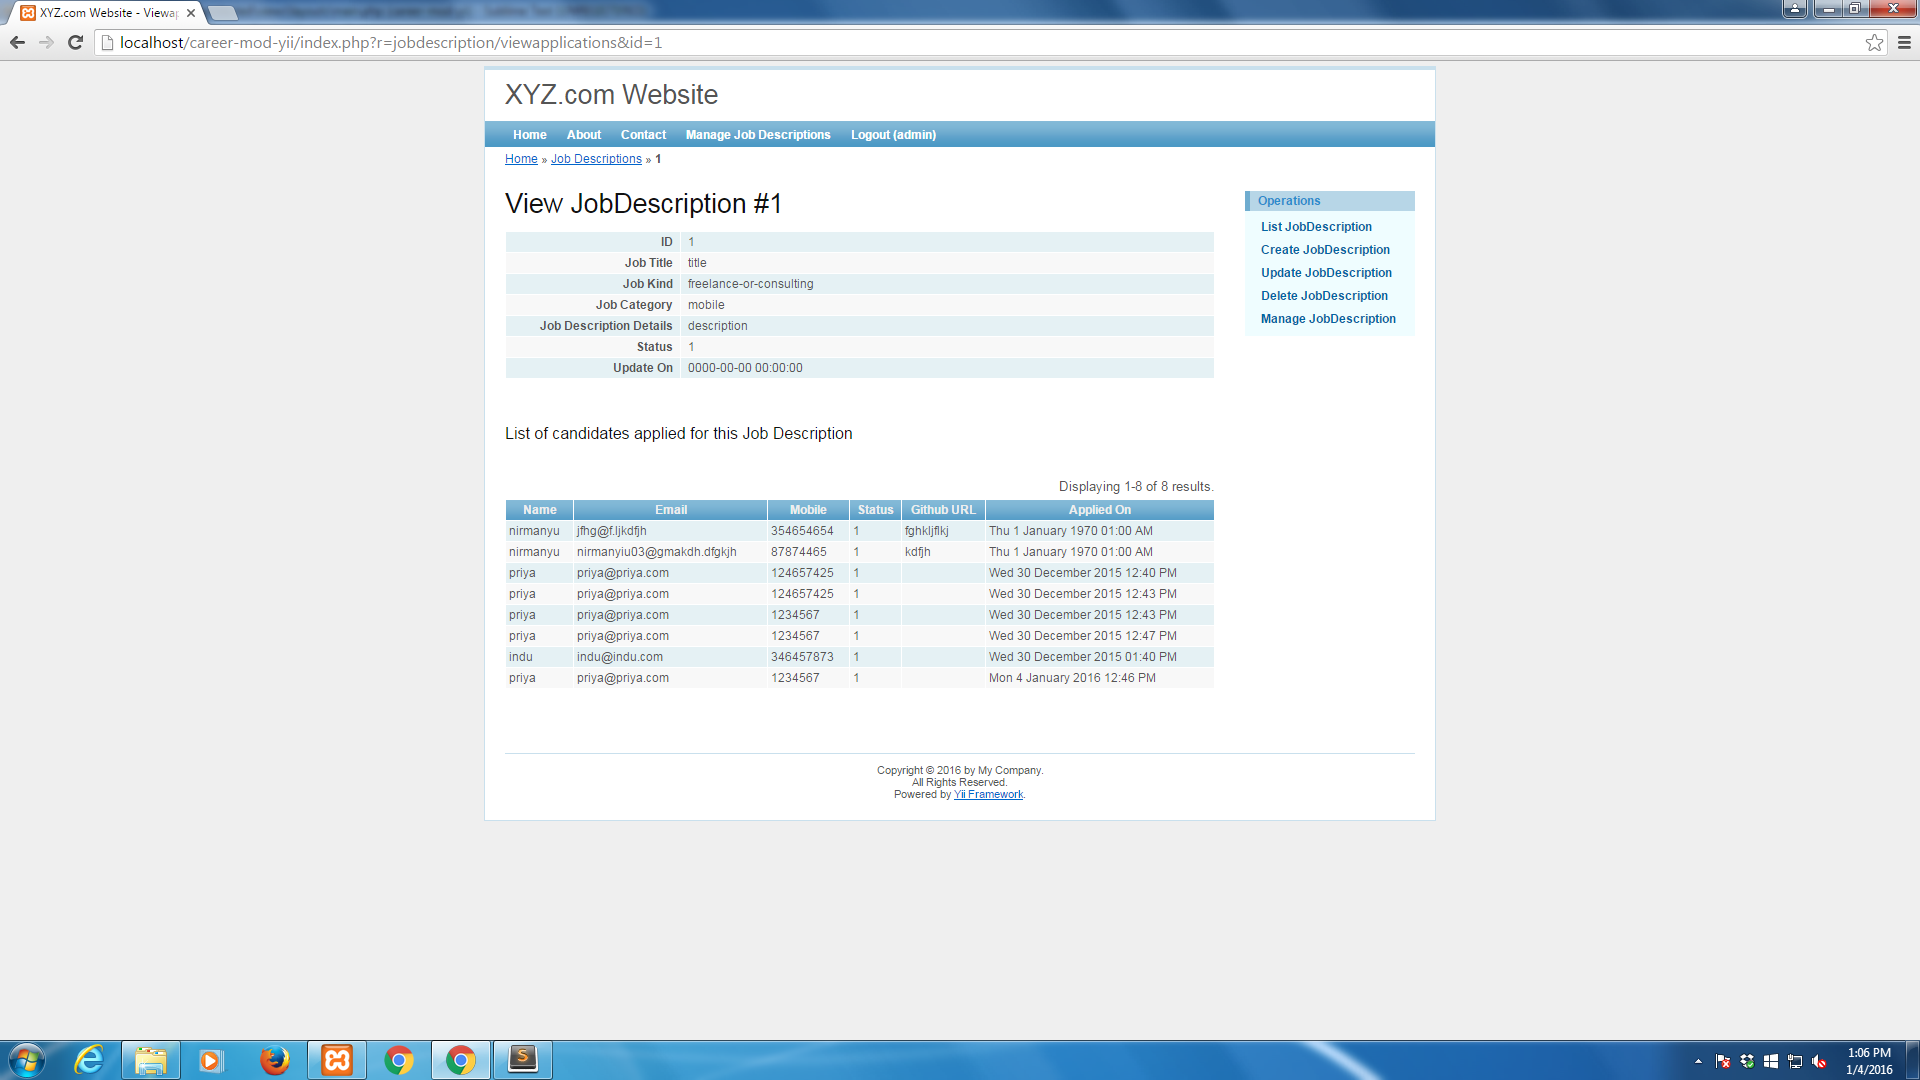 XYZ.com Website - Viewap
localhost/career-mod-yii/index.php?r=jobdescription/viewapplications&id=1
XYZ.com Website
Home About Contact Manage Job Descriptions Logout (admin)
Home » Job Descriptions » 1
View JobDescription #1
ID 1
Job Title title
Job Kind freelance-or-consulting
Job Category mobile
Job Description Details description
Status 1
Update On 0000-00-00 00:00:00
Operations
List JobDescription
Create JobDescription
Update JobDescription
Delete JobDescription
Manage JobDescription
List of candidates applied for this Job Description
Displaying 1-8 of 8 results.
Name Email Mobile Status Github URL Applied On
nirmanyu jfhg@f.ljkdfjh 354654654 1 fghkljflkj Thu 1 January 1970 01:00 AM
nirmanyu nirmanyiu03@gmakdh.dfgkjh 87874465 1 kdfjh Thu 1 January 1970 01:00 AM
priya priya@priya.com 124657425 1 Wed 30 December 2015 12:40 PM
priya priya@priya.com 124657425 1 Wed 30 December 2015 12:43 PM
priya priya@priya.com 1234567 1 Wed 30 December 2015 12:43 PM
priya priya@priya.com 1234567 1 Wed 30 December 2015 12:47 PM
indu indu@indu.com 346457873 1 Wed 30 December 2015 01:40 PM
priya priya@priya.com 1234567 1 Mon 4 January 2016 12:46 PM
Copyright © 2016 by My Company.
All Rights Reserved.
Powered by Yii Framework.
1:06 PM
1/4/2016